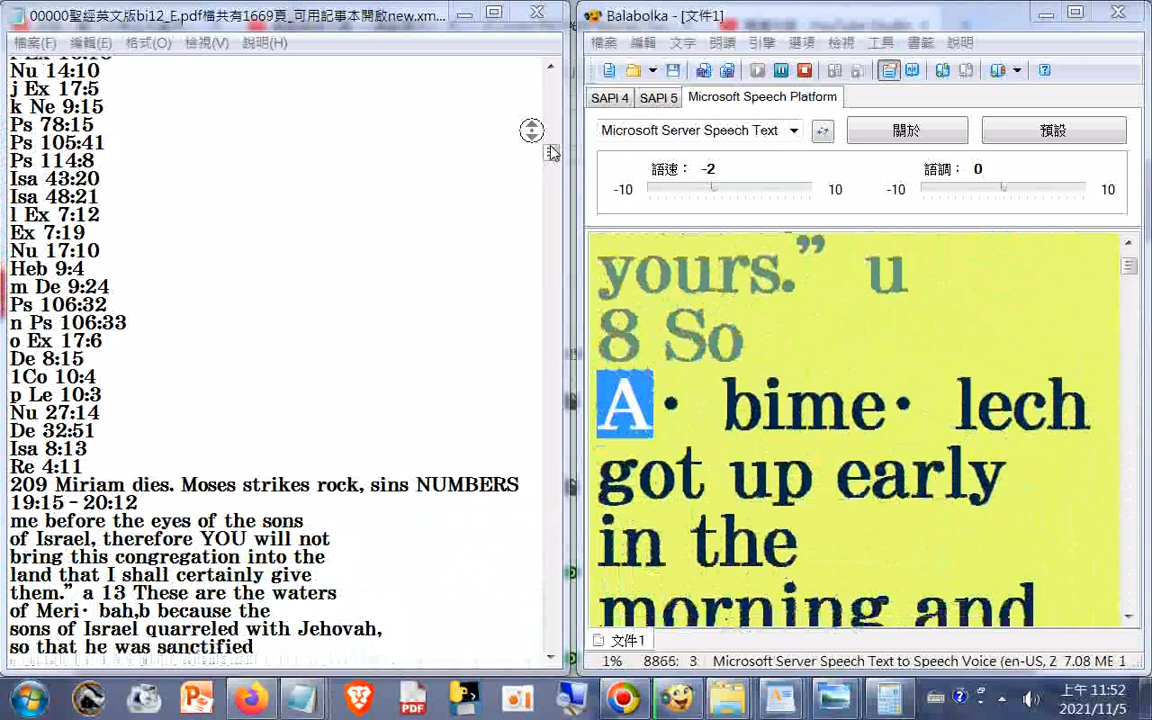 00000聖經英文版bi12_E.pdf檔共有1669頁_可用記事本開啟new.xm...
檔案(F) 編輯(E) 格式(O) 檢視(V) 說明(H)
Nu 14:10
j Ex 17:5
k Ne 9:15
Ps 78:15
Ps 105:41
Ps 114:8
Isa 43:20
Isa 48:21
l Ex 7:12
Ex 7:19
Nu 17:10
Heb 9:4
m De 9:24
Ps 106:32
n Ps 106:33
o Ex 17:6
De 8:15
1Co 10:4
p Le 10:3
Nu 27:14
De 32:51
Isa 8:13
Re 4:11
209 Miriam dies. Moses strikes rock, sins NUMBERS
19:15 - 20:12
me before the eyes of the sons
of Israel, therefore YOU will not
bring this congregation into the
land that I shall certainly give
them.” a 13 These are the waters
of Meri· bah,b because the
sons of Israel quarreled with Jehovah,
so that he was sanctified
Balabolka - [文件1]
檔案 編輯 文字 朗讀 引擎 選項 檢視 工具 書籤 說明
SAPI 4 SAPI 5 Microsoft Speech Platform
Microsoft Server Speech Text 關於 預設
語速： -2 語調： 0
-10 10 -10 10
yours.” u
8 So
A· bime· lech
got up early
in the
morning and
文件1
1% 8866: 3 Microsoft Server Speech Text to Speech Voice (en-US, Z 7.08 ME 1
PDF
上午 11:52
2021/11/5